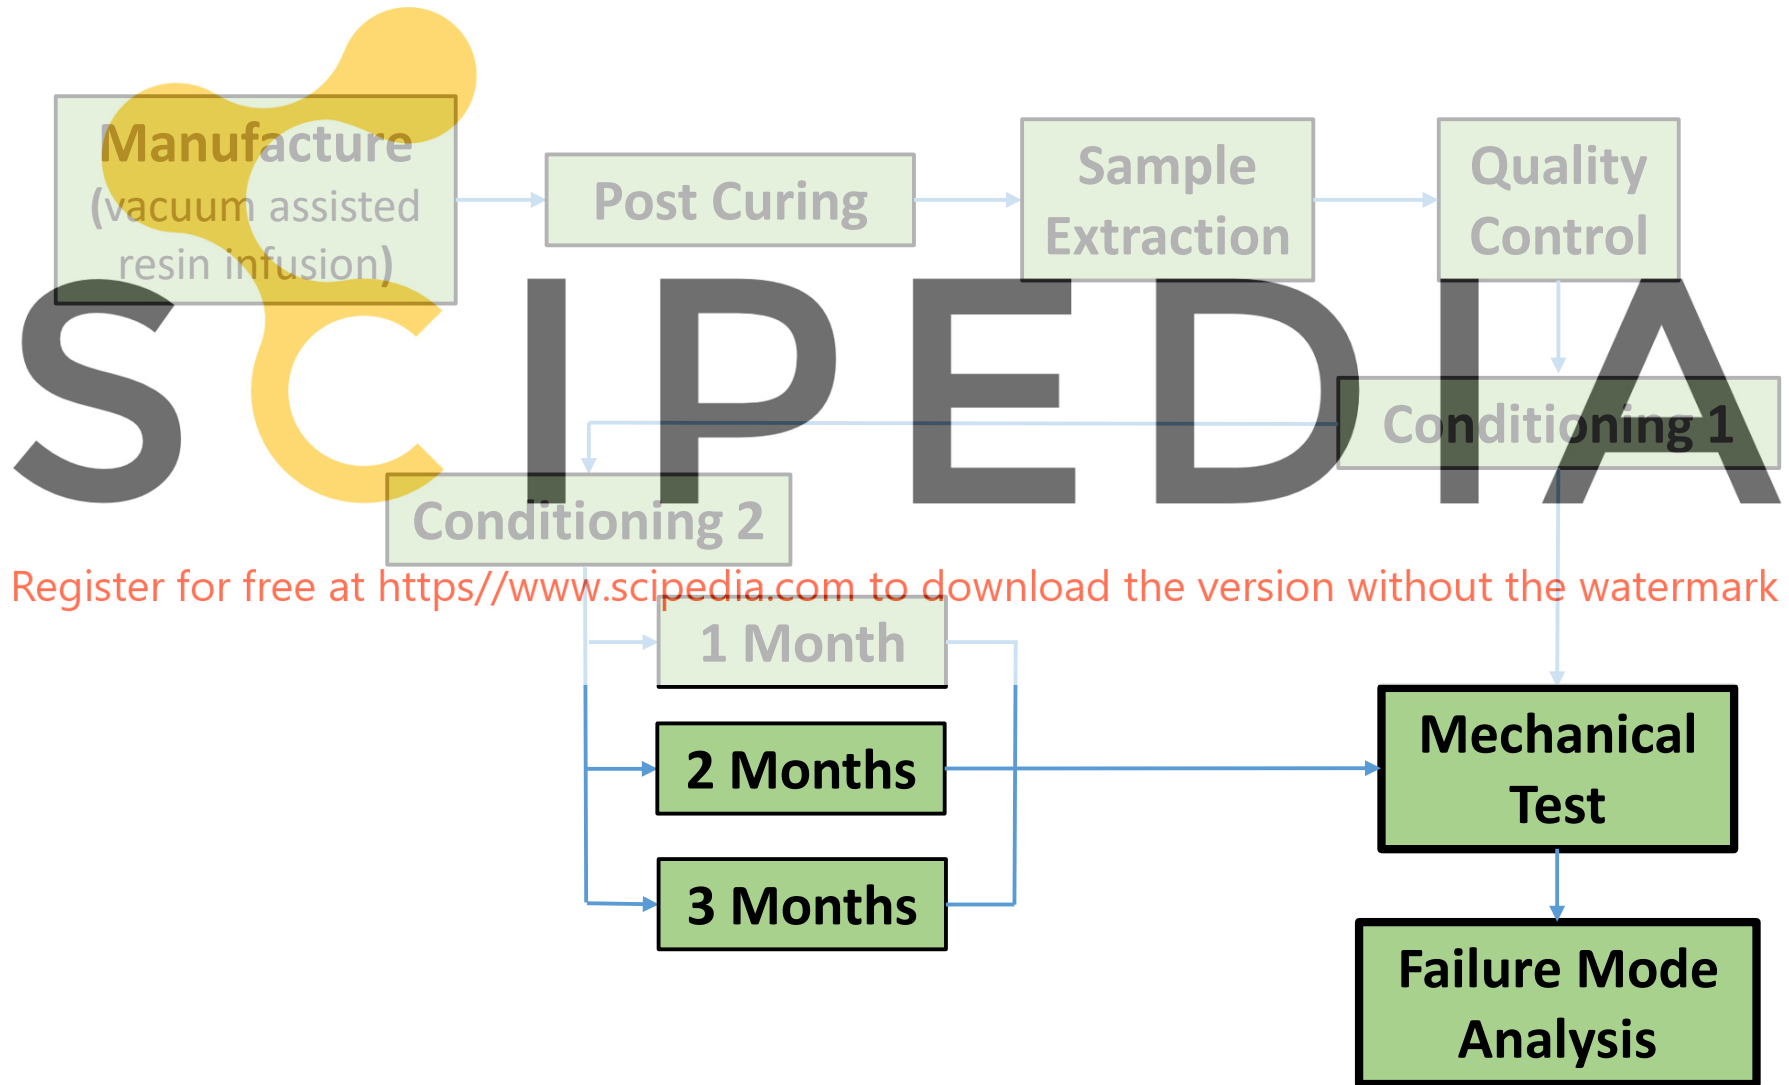 Manufacture
(vacuum assisted
resin infusion)
Post Curing
Sample
Extraction
Quality
Control
SCIPEDIA
Conditioning 1
Conditioning 2
Register for free at https//www.scipedia.com to download the version without the watermark
1 Month
2 Months
3 Months
Mechanical
Test
Failure Mode
Analysis